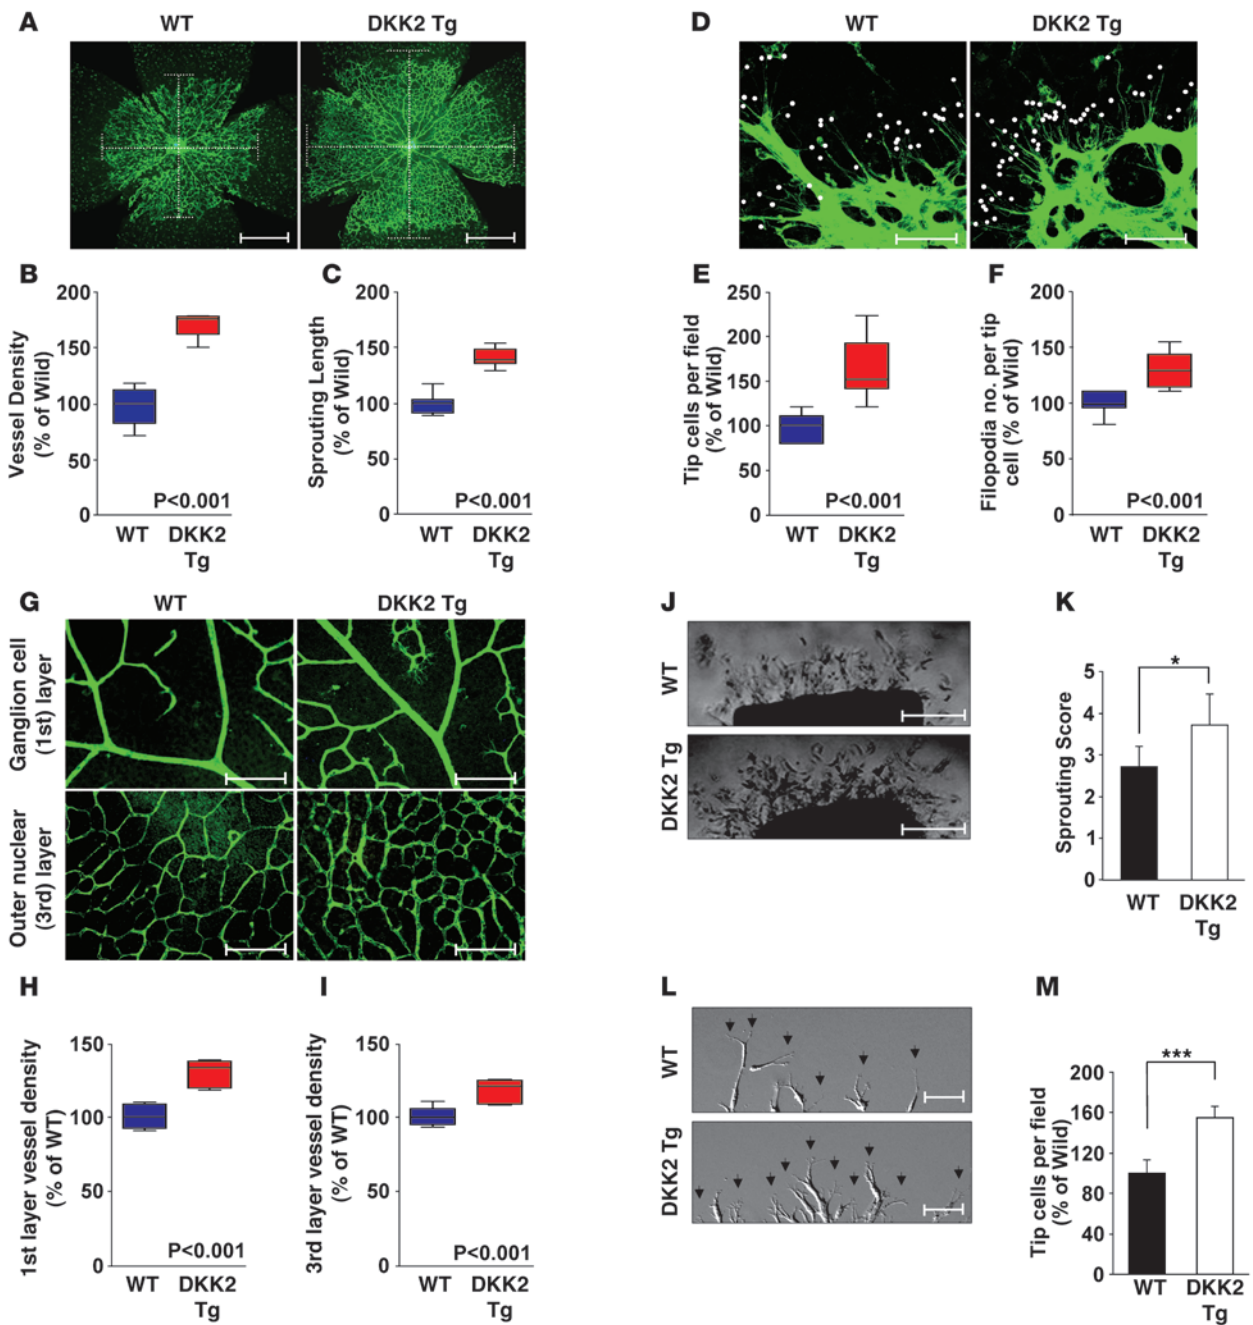 A
WT
DKK2 Tg
D
WT
DKK2 Tg
B
Vessel Density
(% of Wild)
200
150
100
50
0
P<0.001
WT
DKK2
Tg
C
Sprouting Length
(% of Wild)
200
150
100
50
0
P<0.001
WT
DKK2
Tg
E
Tip cells per field
(% of Wild)
250
200
150
100
50
0
P<0.001
WT
DKK2
Tg
F
Filopodia no. per tip
cell (% of Wild)
200
150
100
50
0
P<0.001
WT
DKK2
Tg
G
WT
DKK2 Tg
Ganglion cell
(1st) layer
Outer nuclear
(3rd) layer
J
WT
DKK2 Tg
K
Sprouting Score
5
4
3
2
1
0
*
WT
DKK2
Tg
H
1st layer vessel density
(% of WT)
150
100
50
0
P<0.001
WT
DKK2
Tg
I
3rd layer vessel density
(% of WT)
150
100
50
0
P<0.001
WT
DKK2
Tg
L
WT
DKK2 Tg
M
Tip cells per field
(% of Wild)
200
160
120
80
40
0
***
WT
DKK2
Tg